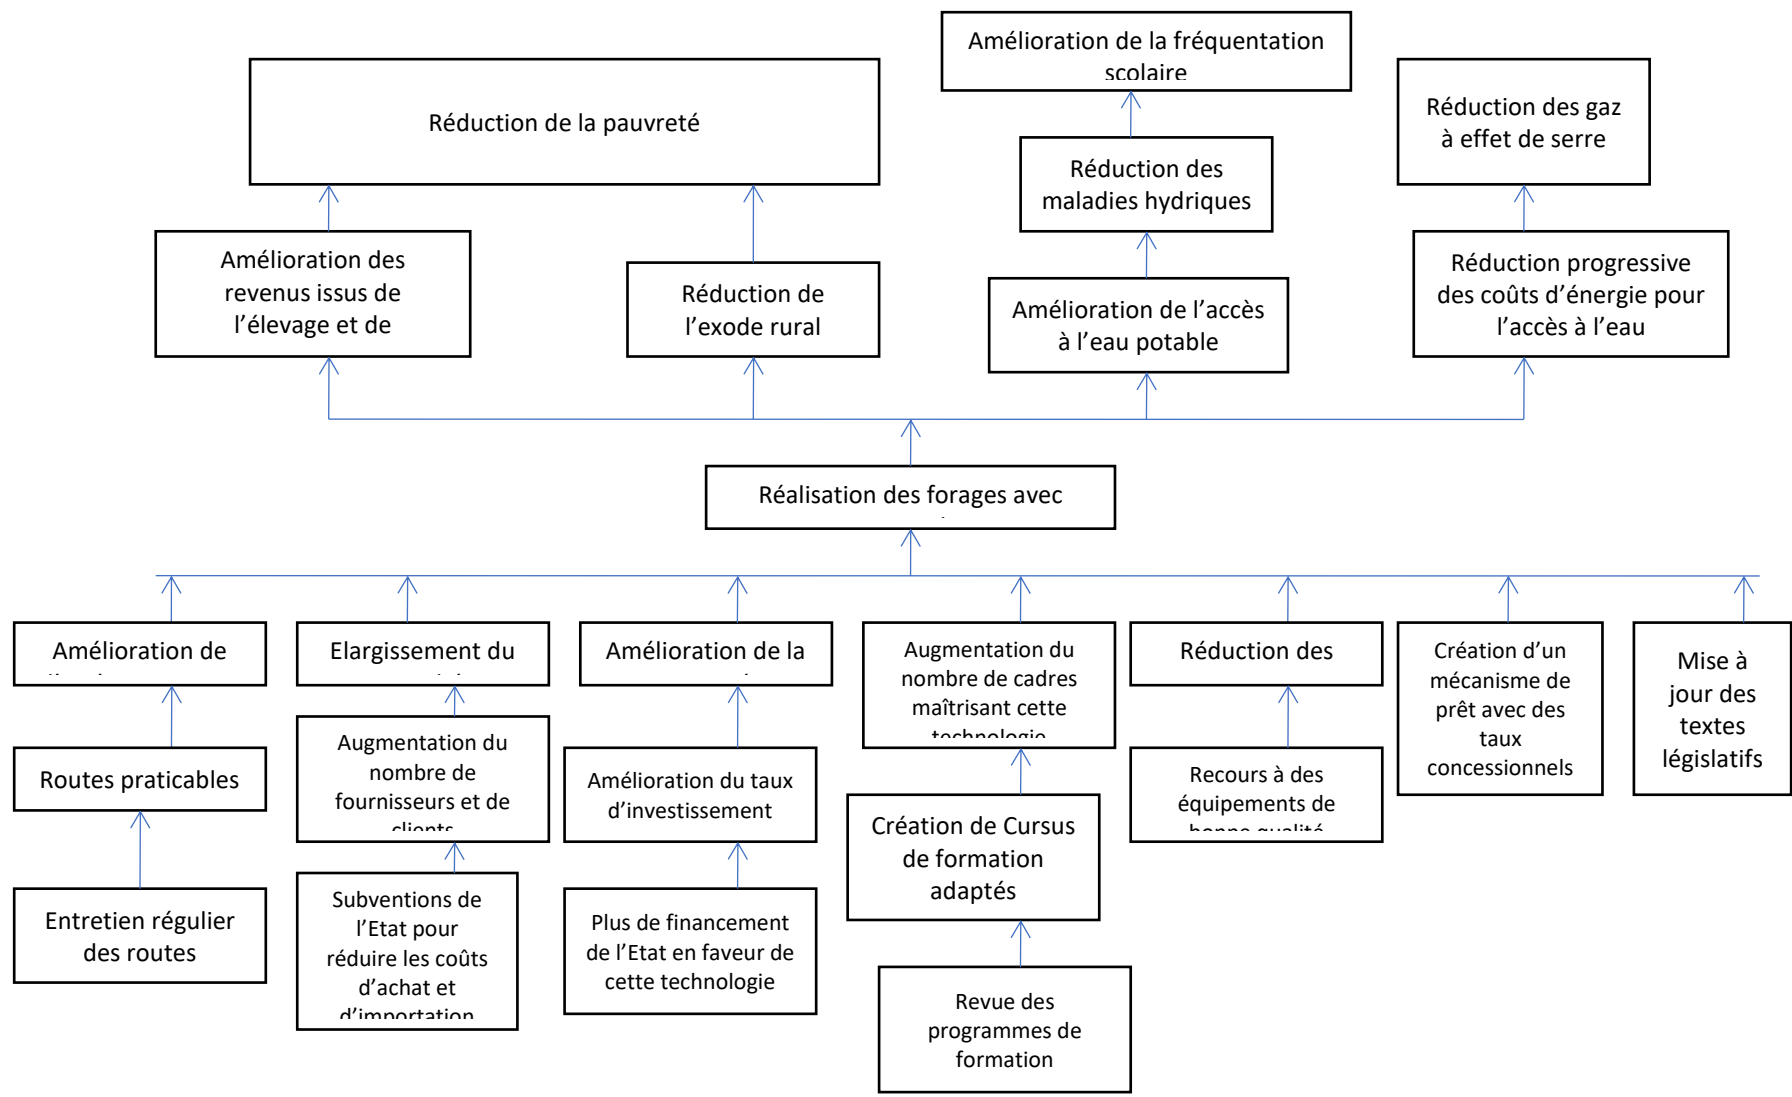 Amélioration de la fréquentation
scolaire
Réduction de la pauvreté
Réduction des gaz
à effet de serre
Réduction des
maladies hydriques
Amélioration des
revenus issus de
l’élevage et de
Réduction de
l’exode rural
Amélioration de l’accès
à l’eau potable
Réduction progressive
des coûts d’énergie pour
l’accès à l’eau
Réalisation des forages avec
Amélioration de
Elargissement du
Amélioration de la
Augmentation du
nombre de cadres
maîtrisant cette
technologie
Réduction des
Création d’un
mécanisme de
prêt avec des
taux
concessionnels
Mise à
jour des
textes
législatifs
Routes praticables
Augmentation du
nombre de
fournisseurs et de
clients
Amélioration du taux
d’investissement
Création de Cursus
de formation
adaptés
Recours à des
équipements de
bonne qualité
Entretien régulier
des routes
Subventions de
l’Etat pour
réduire les coûts
d’achat et
d’importation
Plus de financement
de l’Etat en faveur de
cette technologie
Revue des
programmes de
formation